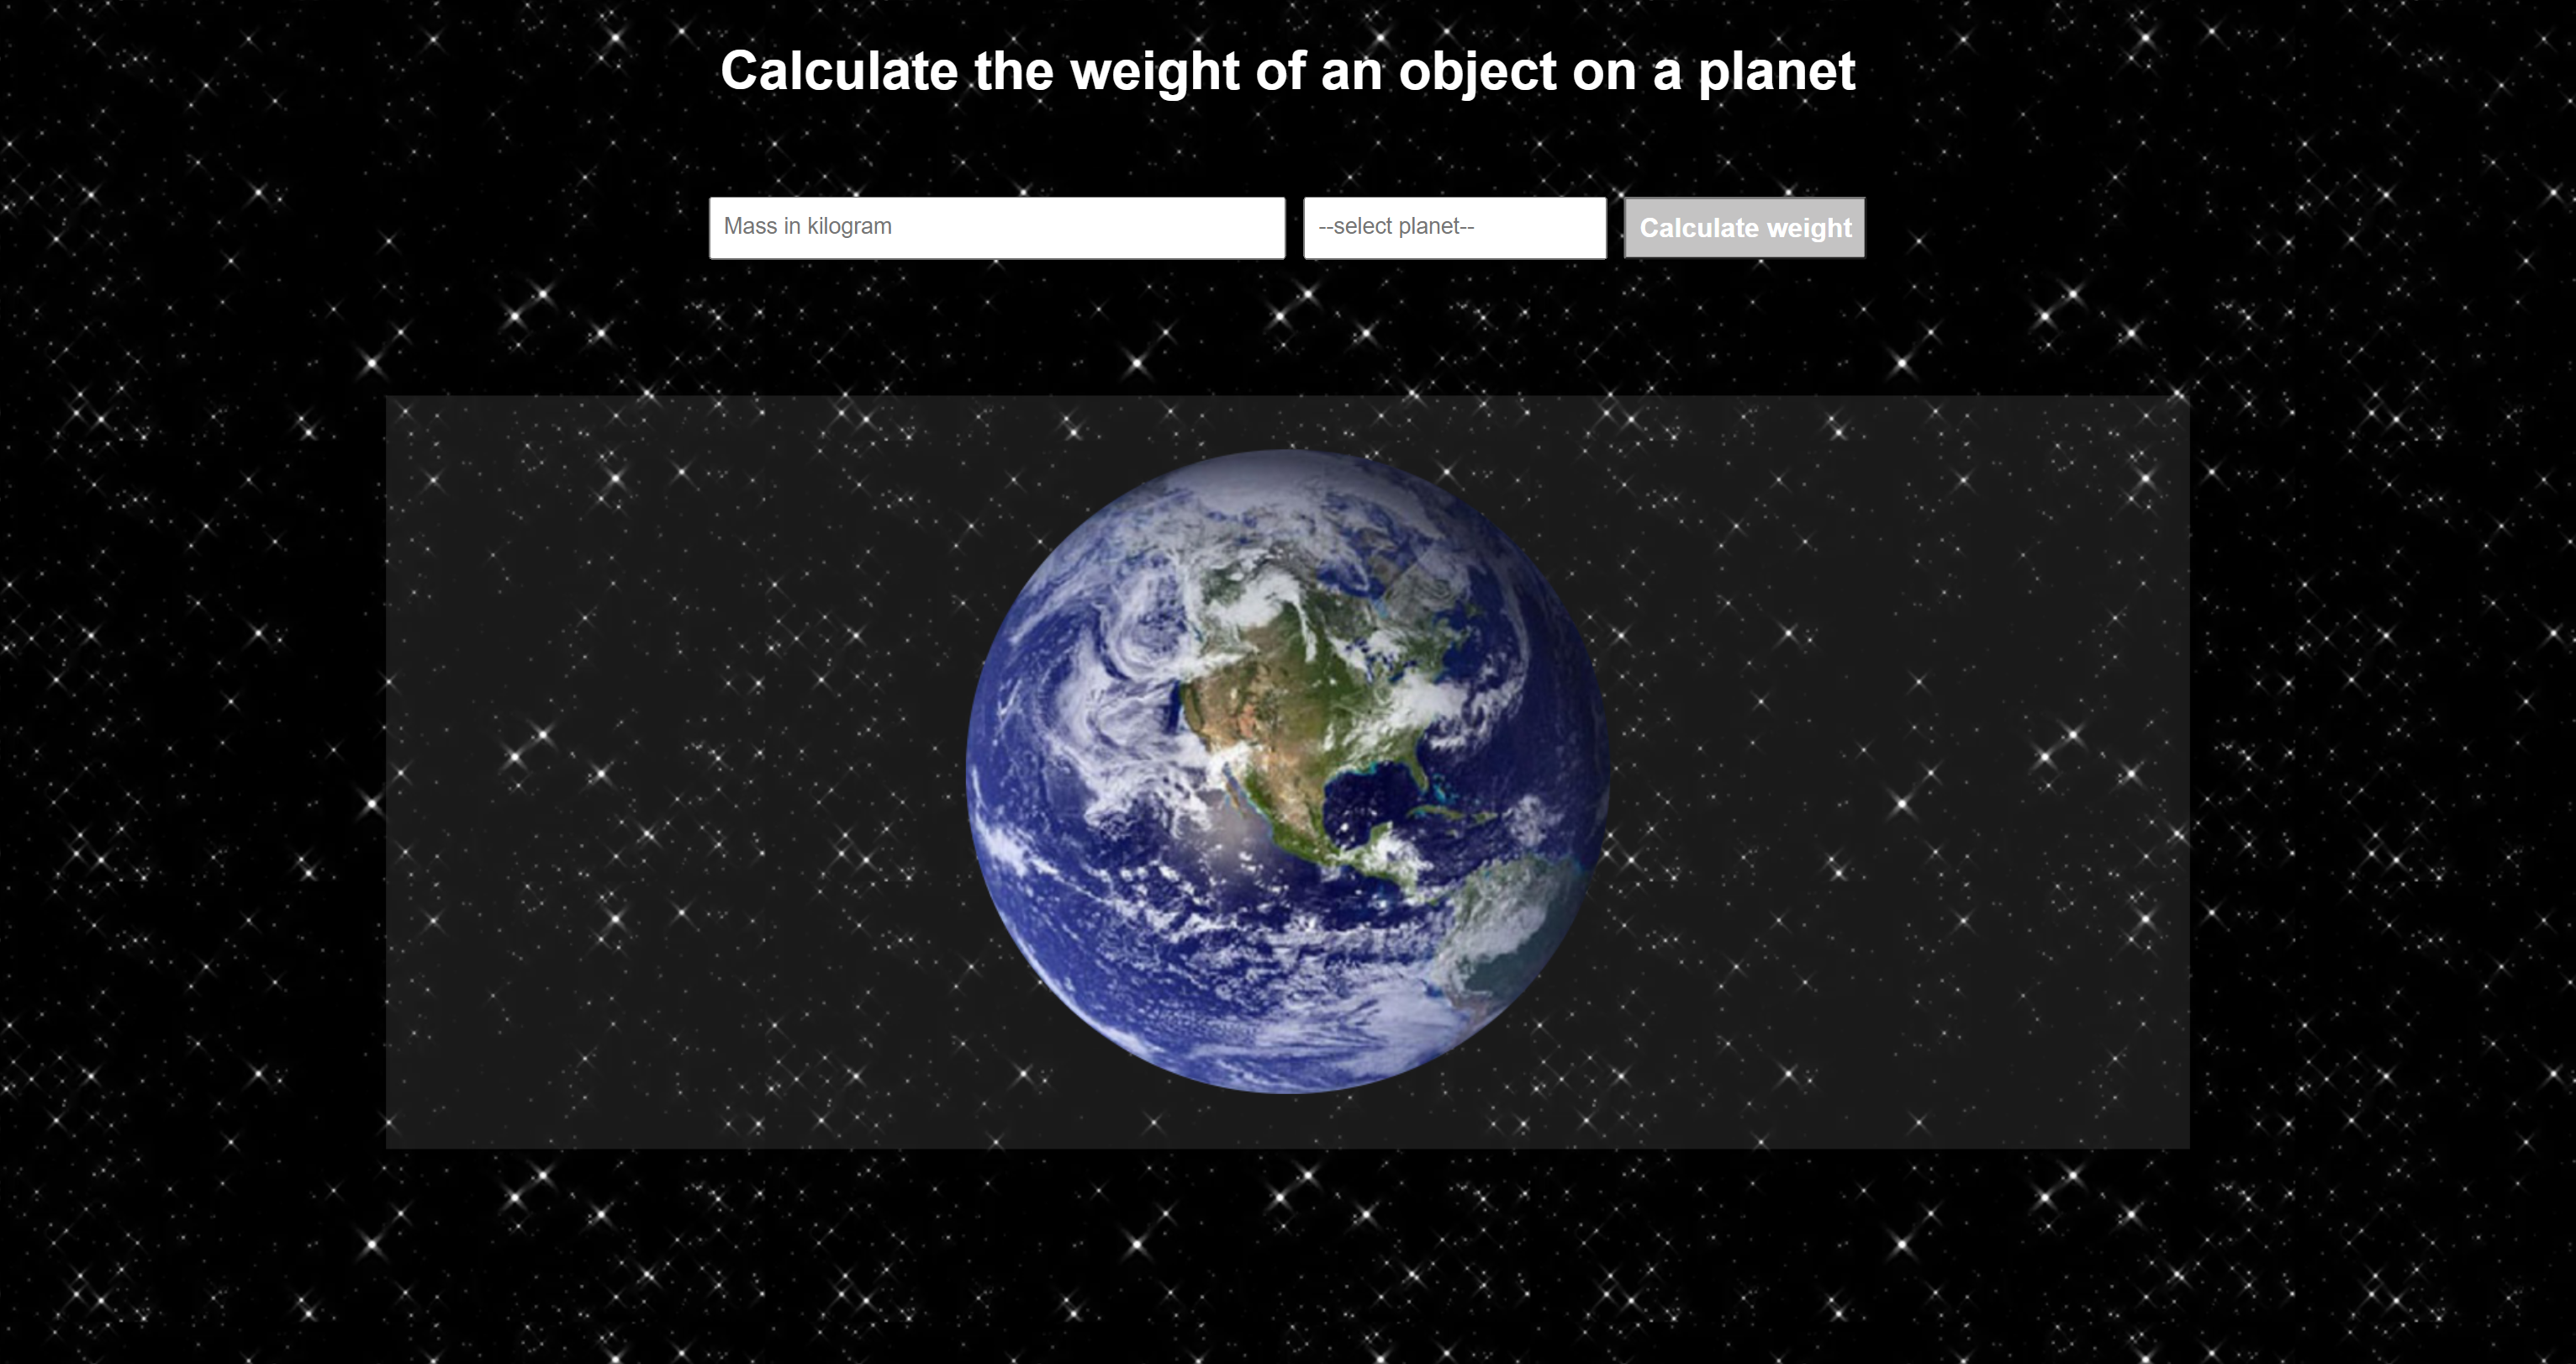 Calculate the weight of an object on a planet
Mass in kilogram
--select planet--
Calculate weight